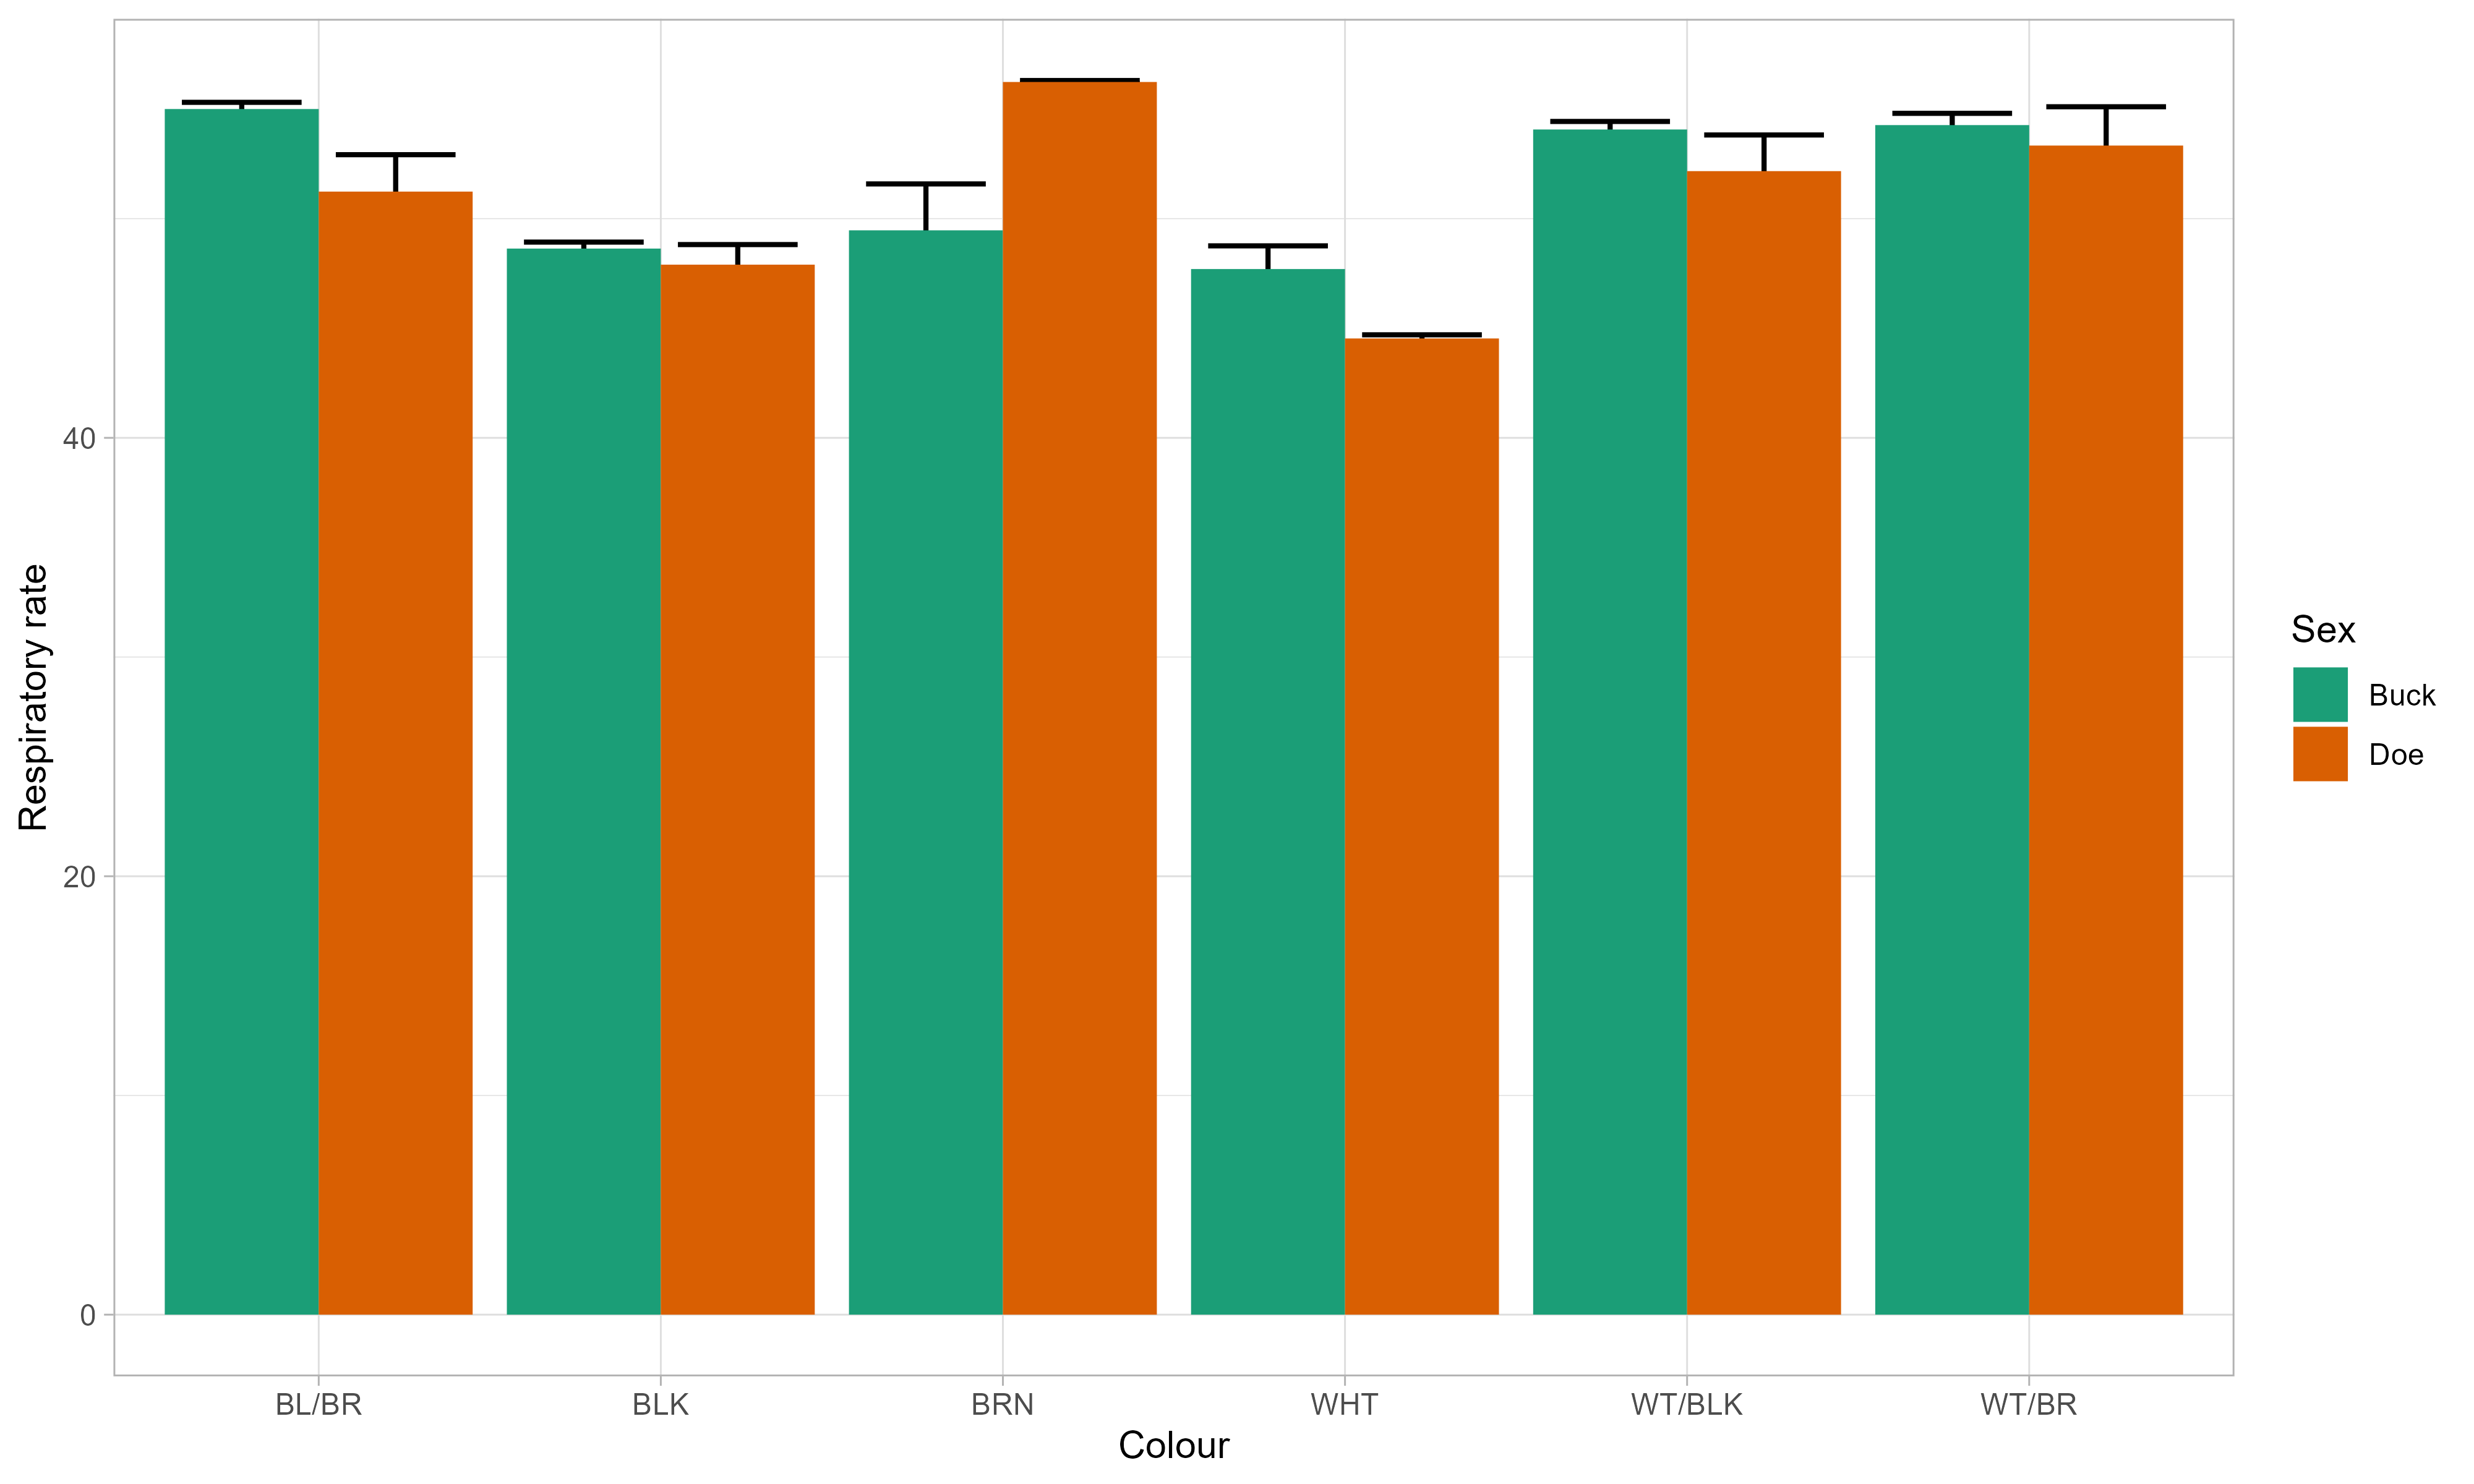 Respiratory rate
40
20
0
BL/BR BLK BRN WHT WT/BLK WT/BR
Colour
Sex
Buck
Doe